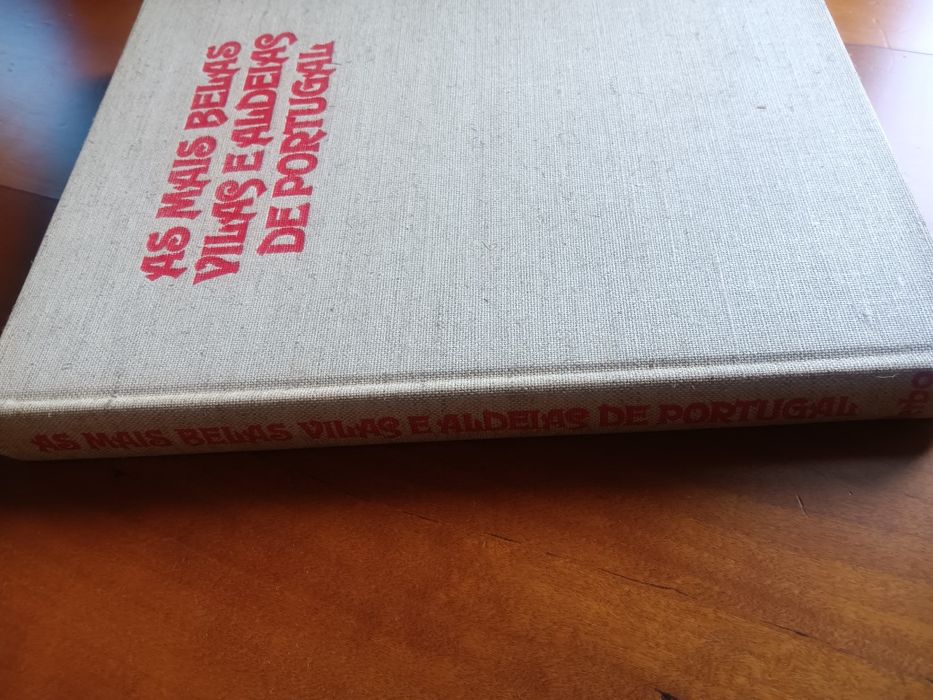 AS MAIS BELAS
VILAS E ALDEIAS
DE PORTUGAL
AS MAIS BELAS VILAS E ALDEIAS DE PORTUGAL